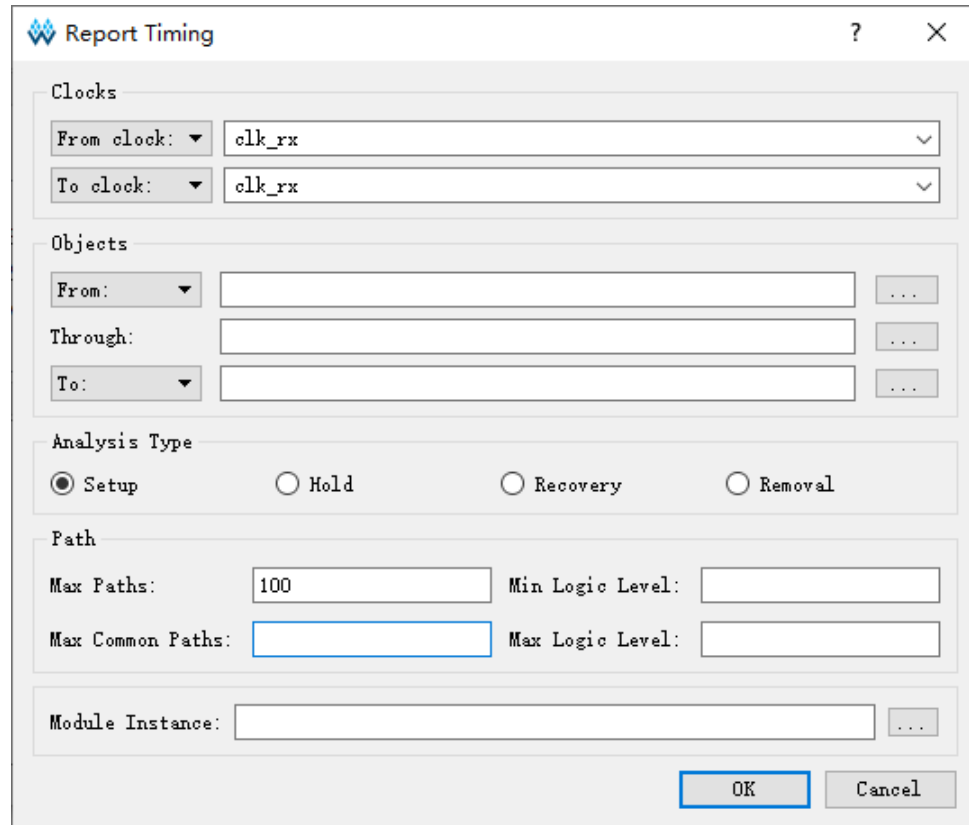 Report Timing
Clocks
From clock: clk_rx
To clock: clk_rx
Objects
From: ...
Through: ...
To: ...
Analysis Type
Setup Hold Recovery Removal
Path
Max Paths: 100 Min Logic Level:
Max Common Paths: Max Logic Level:
Module Instance: ...
OK Cancel